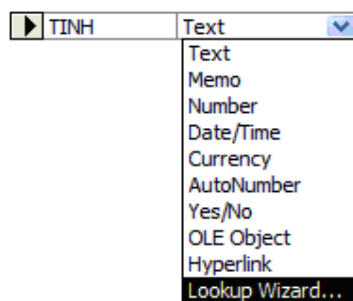 TINH Text
Text
Memo
Number
Date/Time
Currency
AutoNumber
Yes/No
OLE Object
Hyperlink
Lookup Wizard...